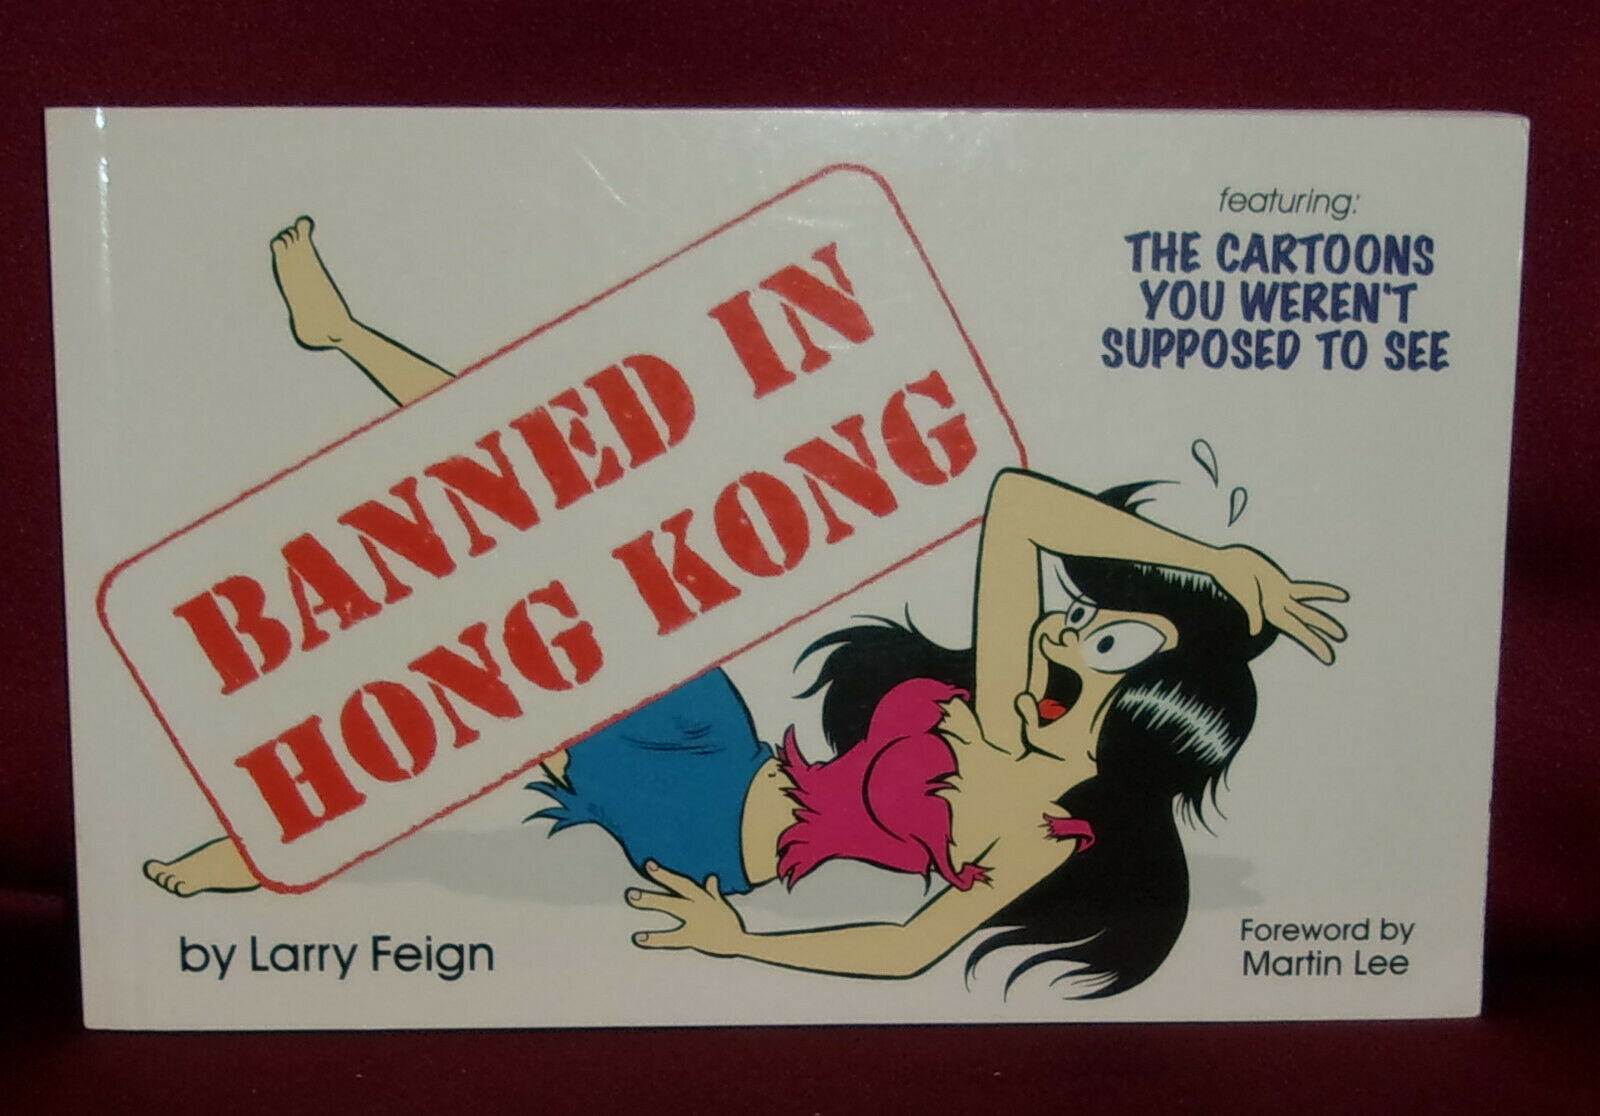 featuring:
THE CARTOONS
YOU WEREN'T
SUPPOSED TO SEE
BANNED IN
HONG KONG
by Larry Feign
Foreword by
Martin Lee